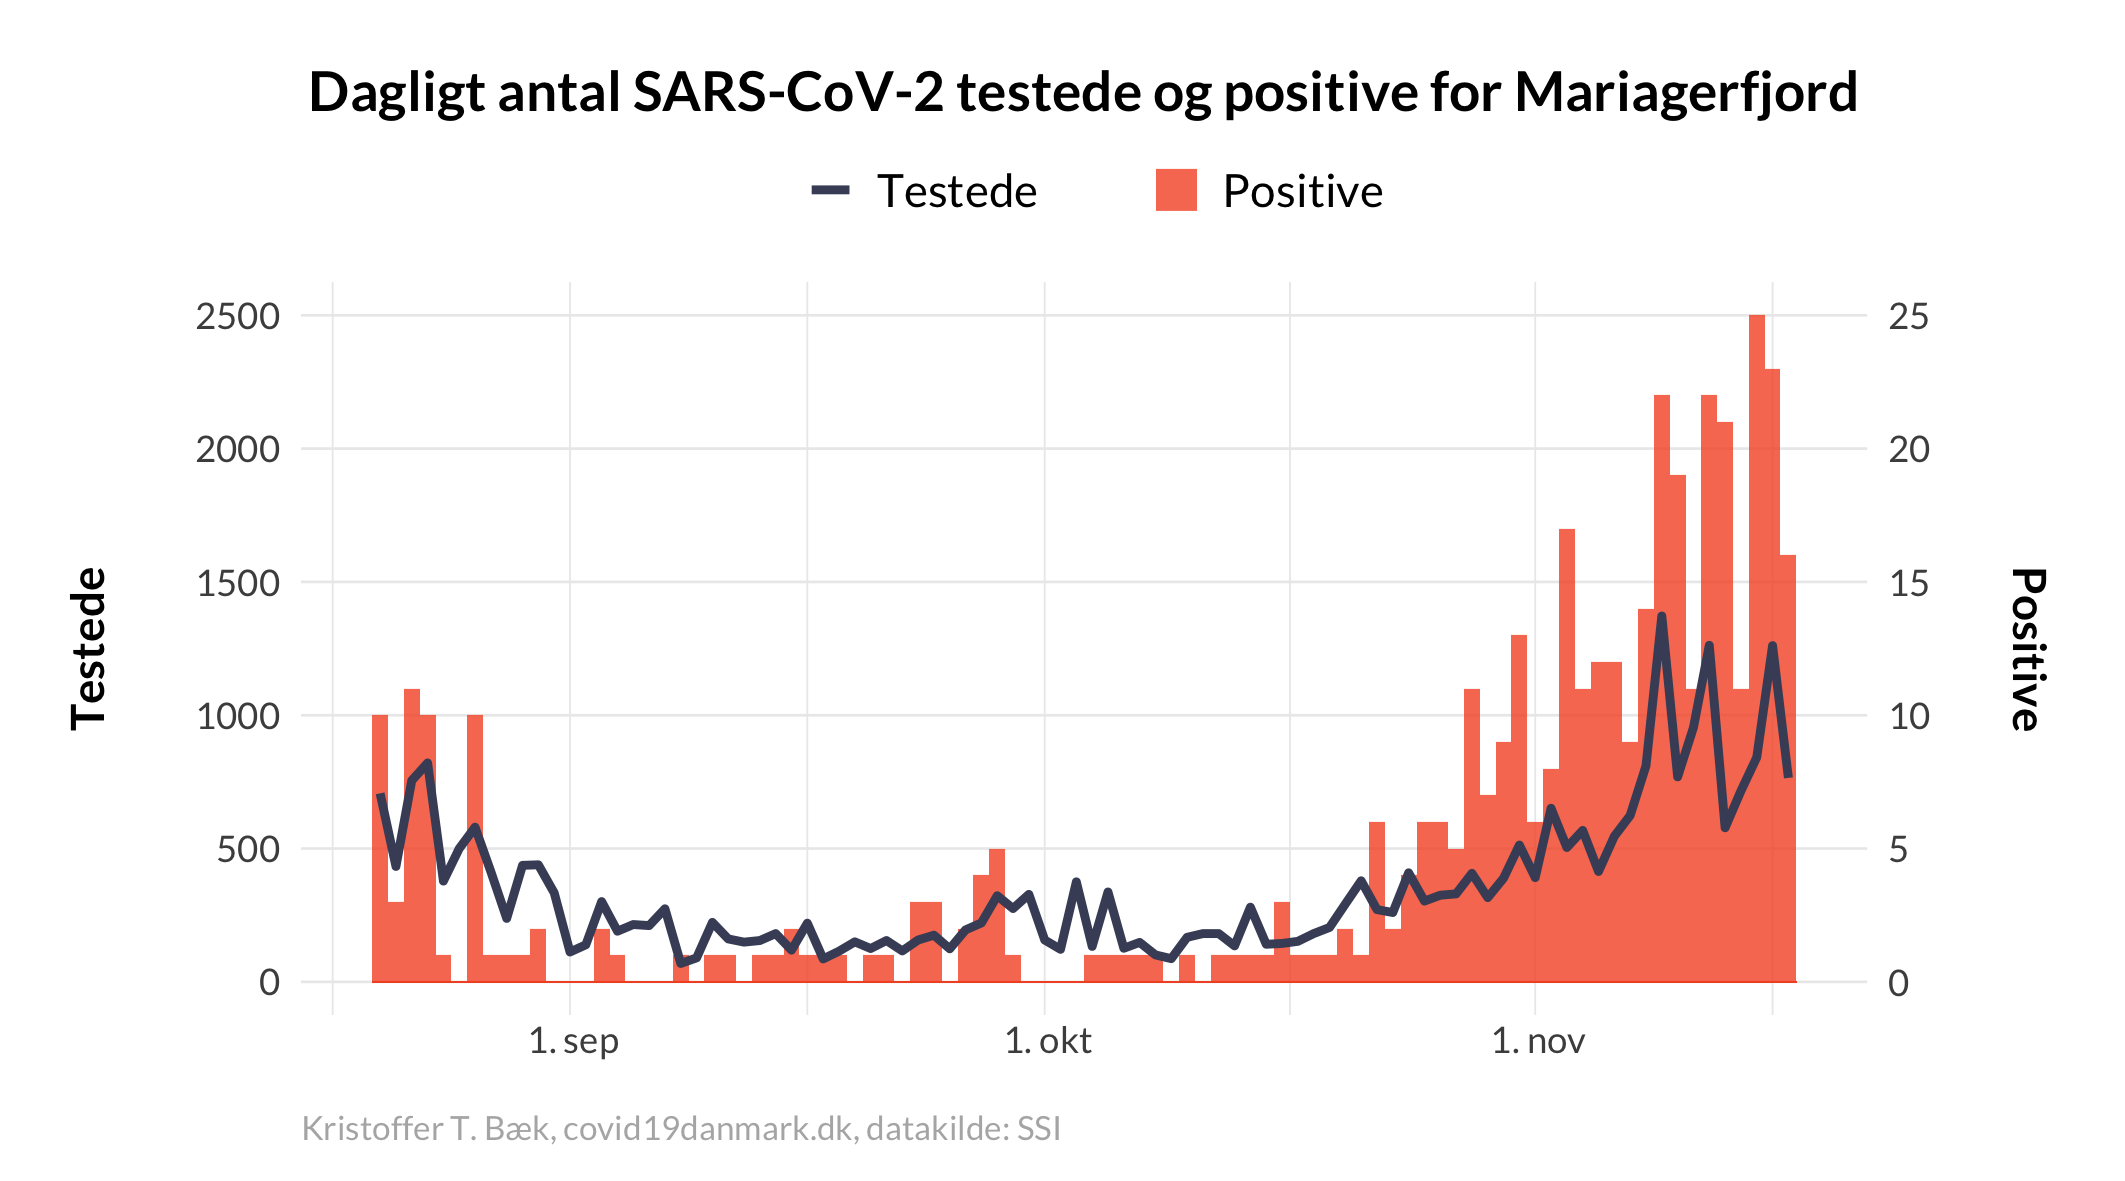 Dagligt antal SARS-CoV-2 testede og positive for Mariagerfjord
Testede
Positive
2500
2000
1500
1000
500
0
25
20
15
10
5
0
Testede
Positive
1. sep
1. okt
1. nov
Kristoffer T. Bæk, covid19danmark.dk, datakilde: SSI